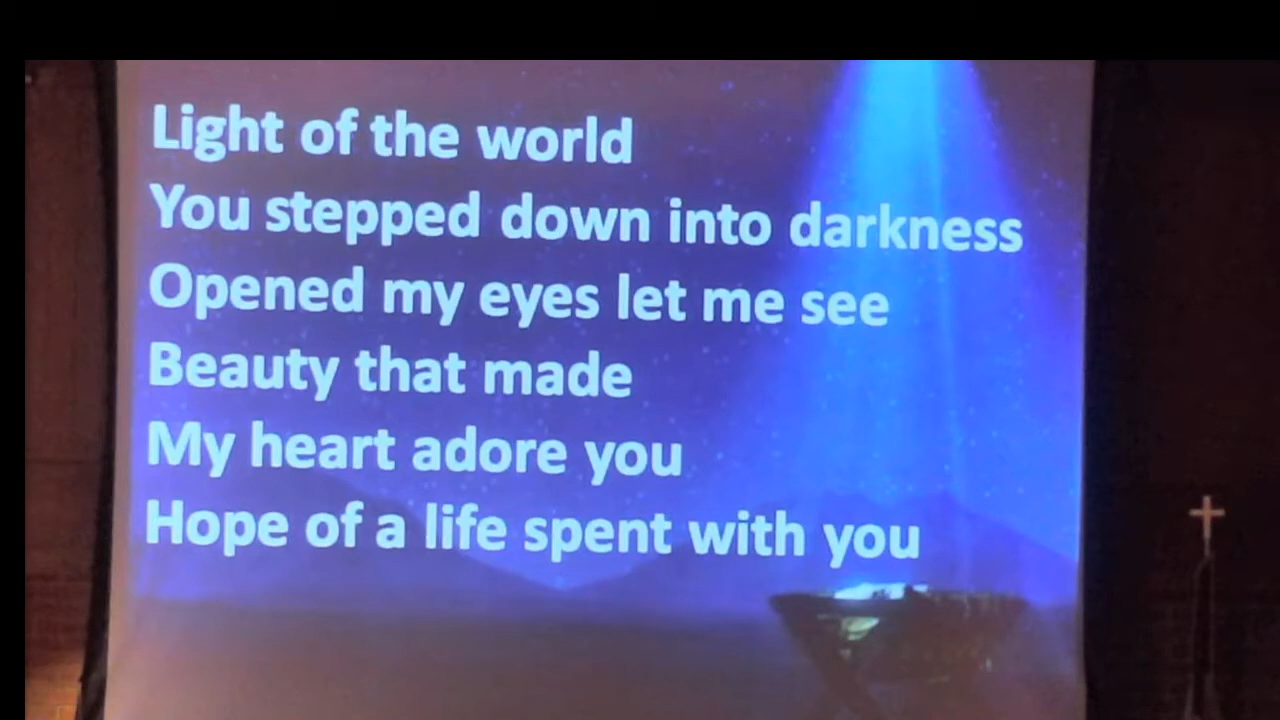 Light of the world
You stepped down into darkness
Opened my eyes let me see
Beauty that made
My heart adore you
Hope of a life spent with you